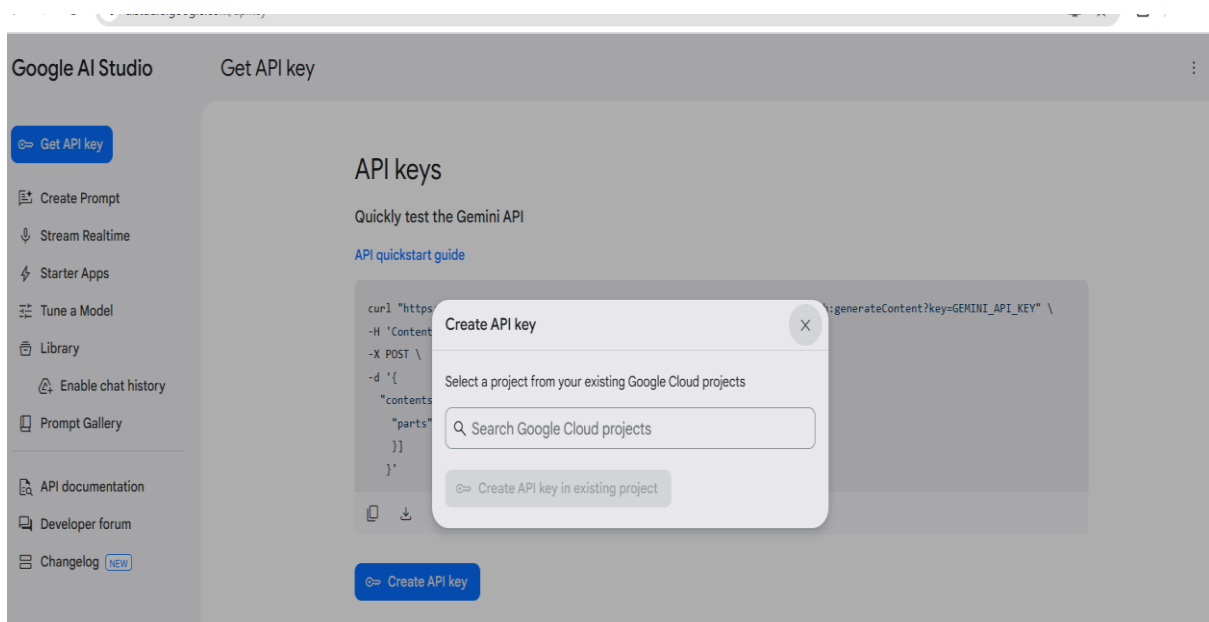 Google AI Studio
Get API key
Get API key
Create Prompt
Stream Realtime
Starter Apps
Tune a Model
Library
Enable chat history
Prompt Gallery
API documentation
Developer forum
Changelog NEW
API keys
Quickly test the Gemini API
API quickstart guide
curl "https :generateContent?key=GEMINI_API_KEY" \
-H 'Content
-X POST \
-d '{
"contents
"parts"
}]
}'
Create API key
Select a project from your existing Google Cloud projects
Search Google Cloud projects
Create API key in existing project
Create API key